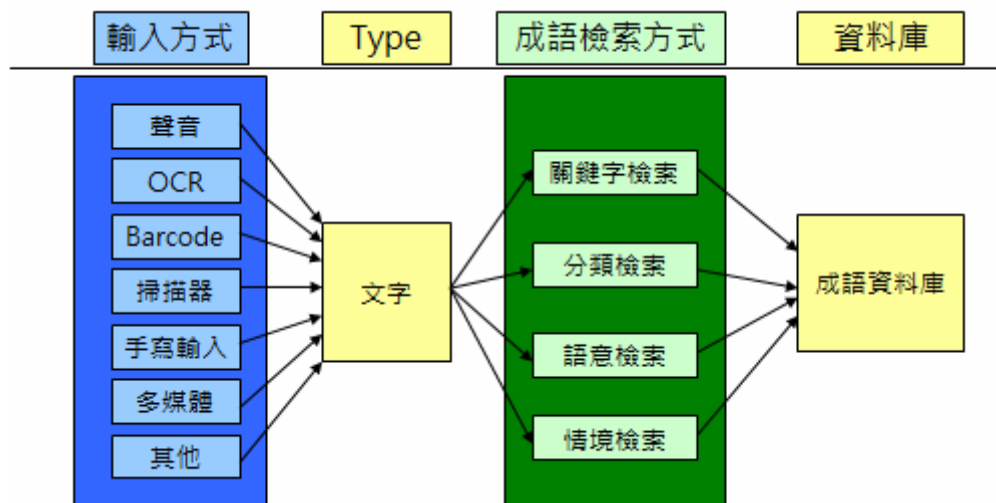 輸入方式
Type
成語檢索方式
資料庫
聲音
OCR
Barcode
掃描器
手寫輸入
多媒體
其他
文字
關鍵字檢索
分類檢索
語意檢索
情境檢索
成語資料庫